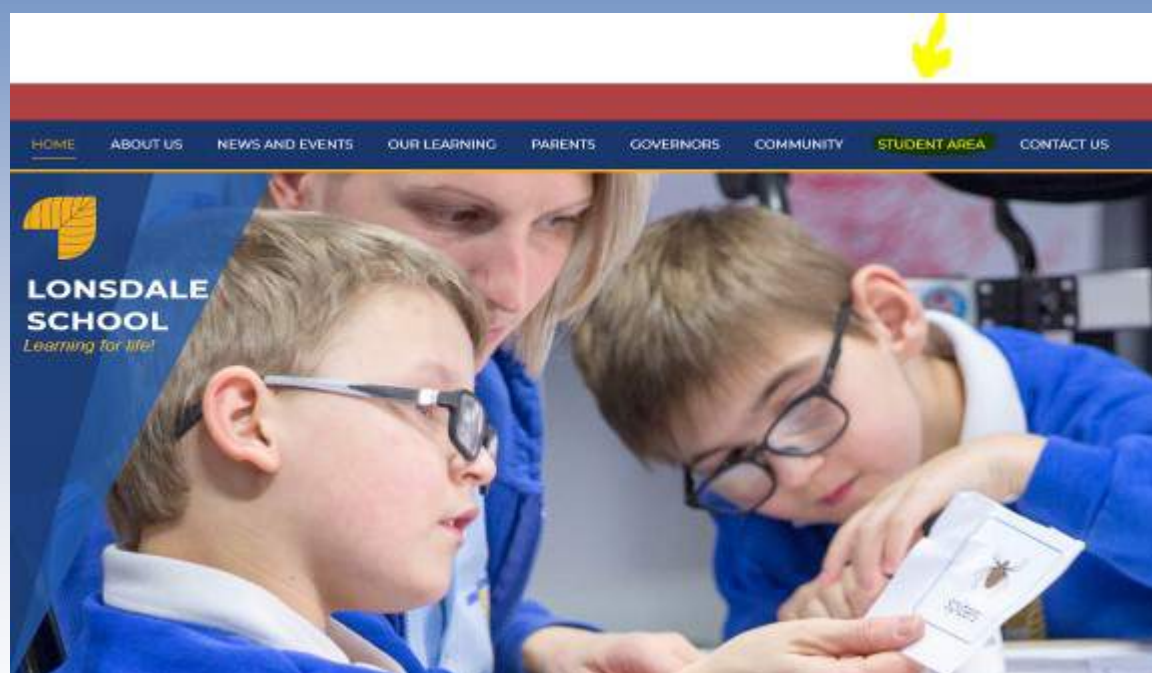 HOME ABOUT US NEWS AND EVENTS OUR LEARNING PARENTS GOVERNORS COMMUNITY STUDENT AREA CONTACT US
LONSDALE
SCHOOL
Learning for life!
spiders